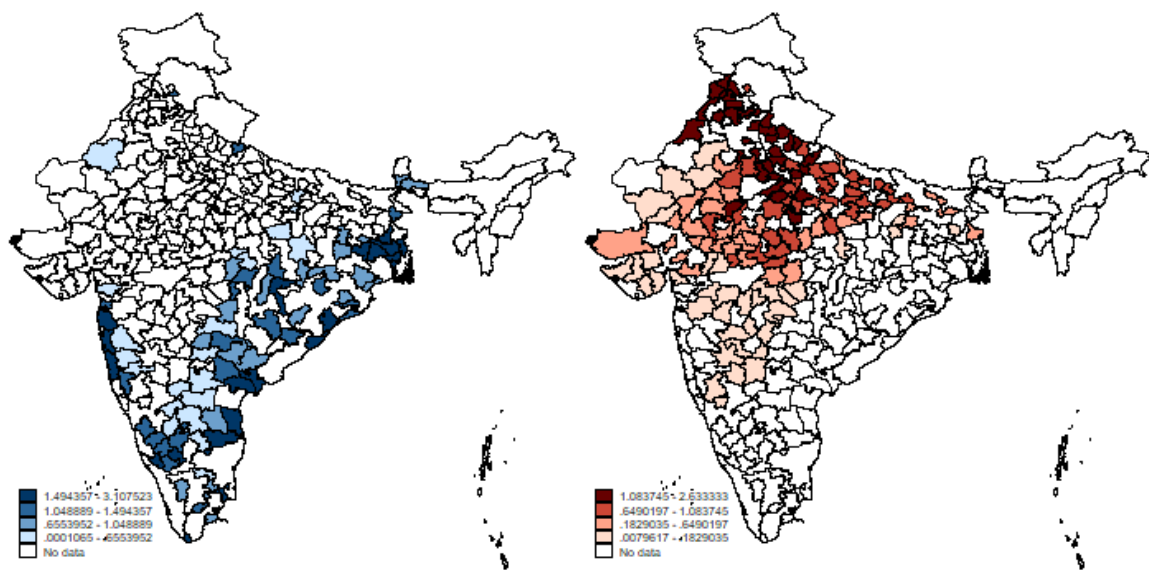 1.494357 - 3.107523
1.048889 - 1.494357
.6553952 - 1.048889
.0001065 - .6553952
No data
1.083745 - 2.633333
.6490197 - 1.083745
.1829035 - .6490197
.0079617 - .1829035
No data